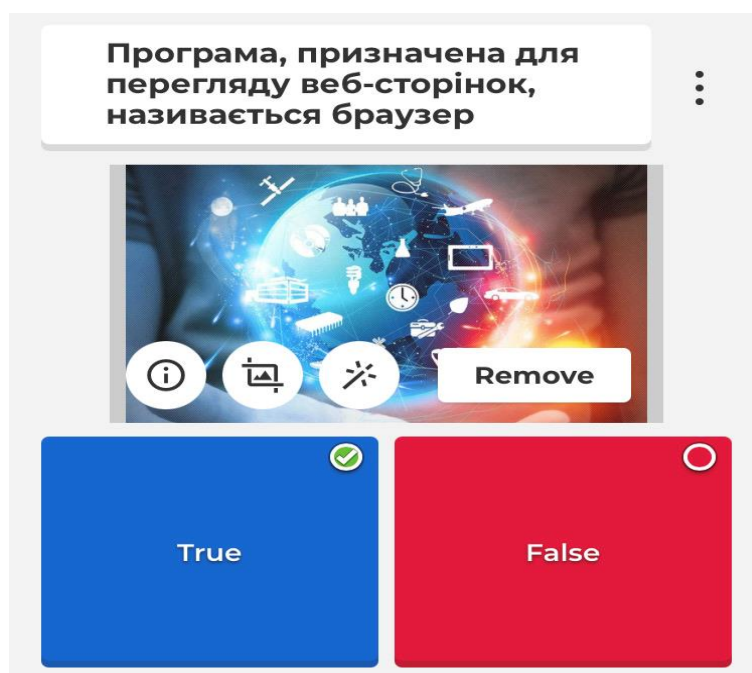 Програма, призначена для
перегляду веб-сторінок,
називається браузер
Remove
True
False